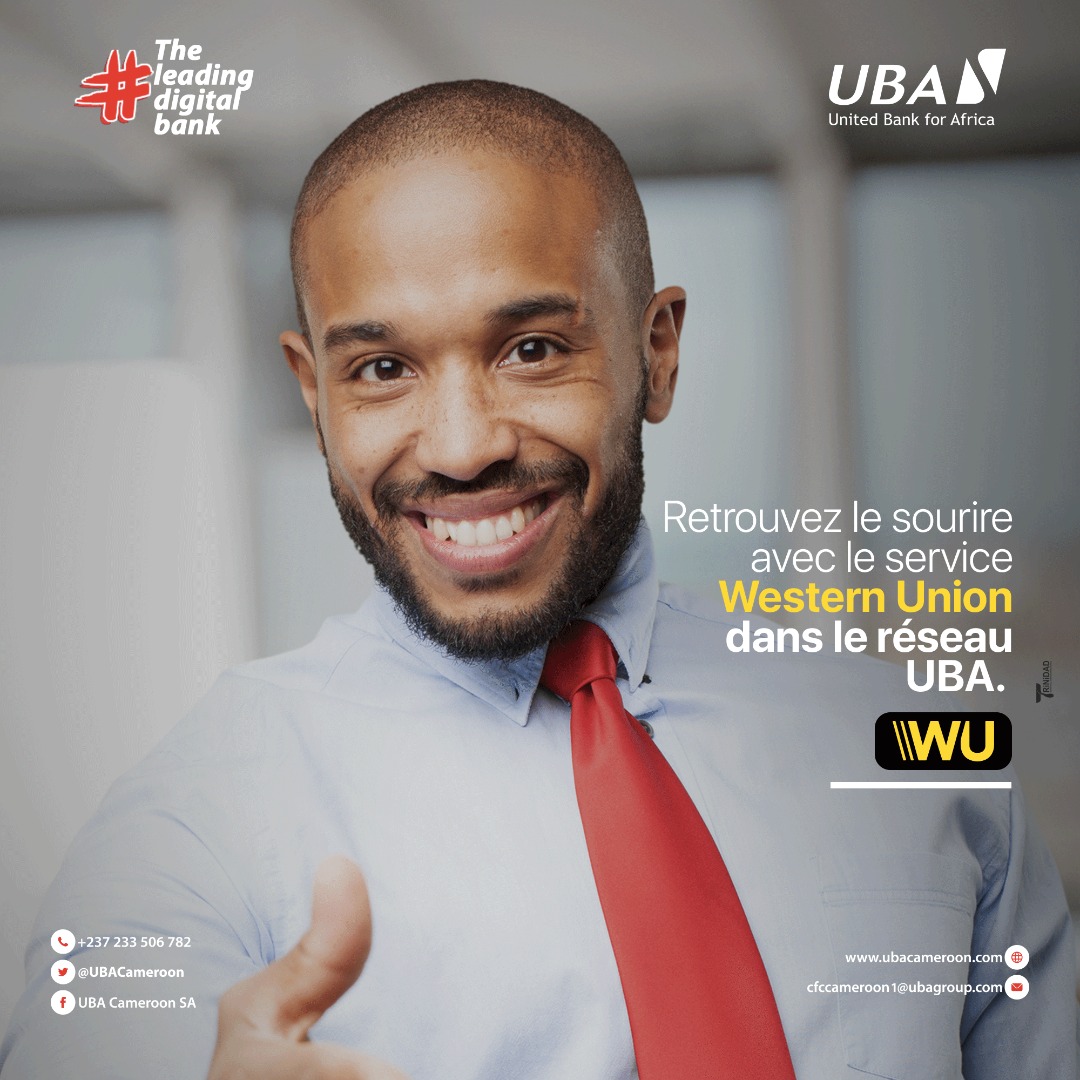 #
The
leading
digital
bank
UBA
United Bank for Africa
Retrouvez le sourire
avec le service
Western Union
dans le réseau
UBA.
WU
TRINIDAD
+237 233 506 782
@UBACameroon
UBA Cameroon SA
www.ubacameroon.com
cfccameroon1@ubagroup.com